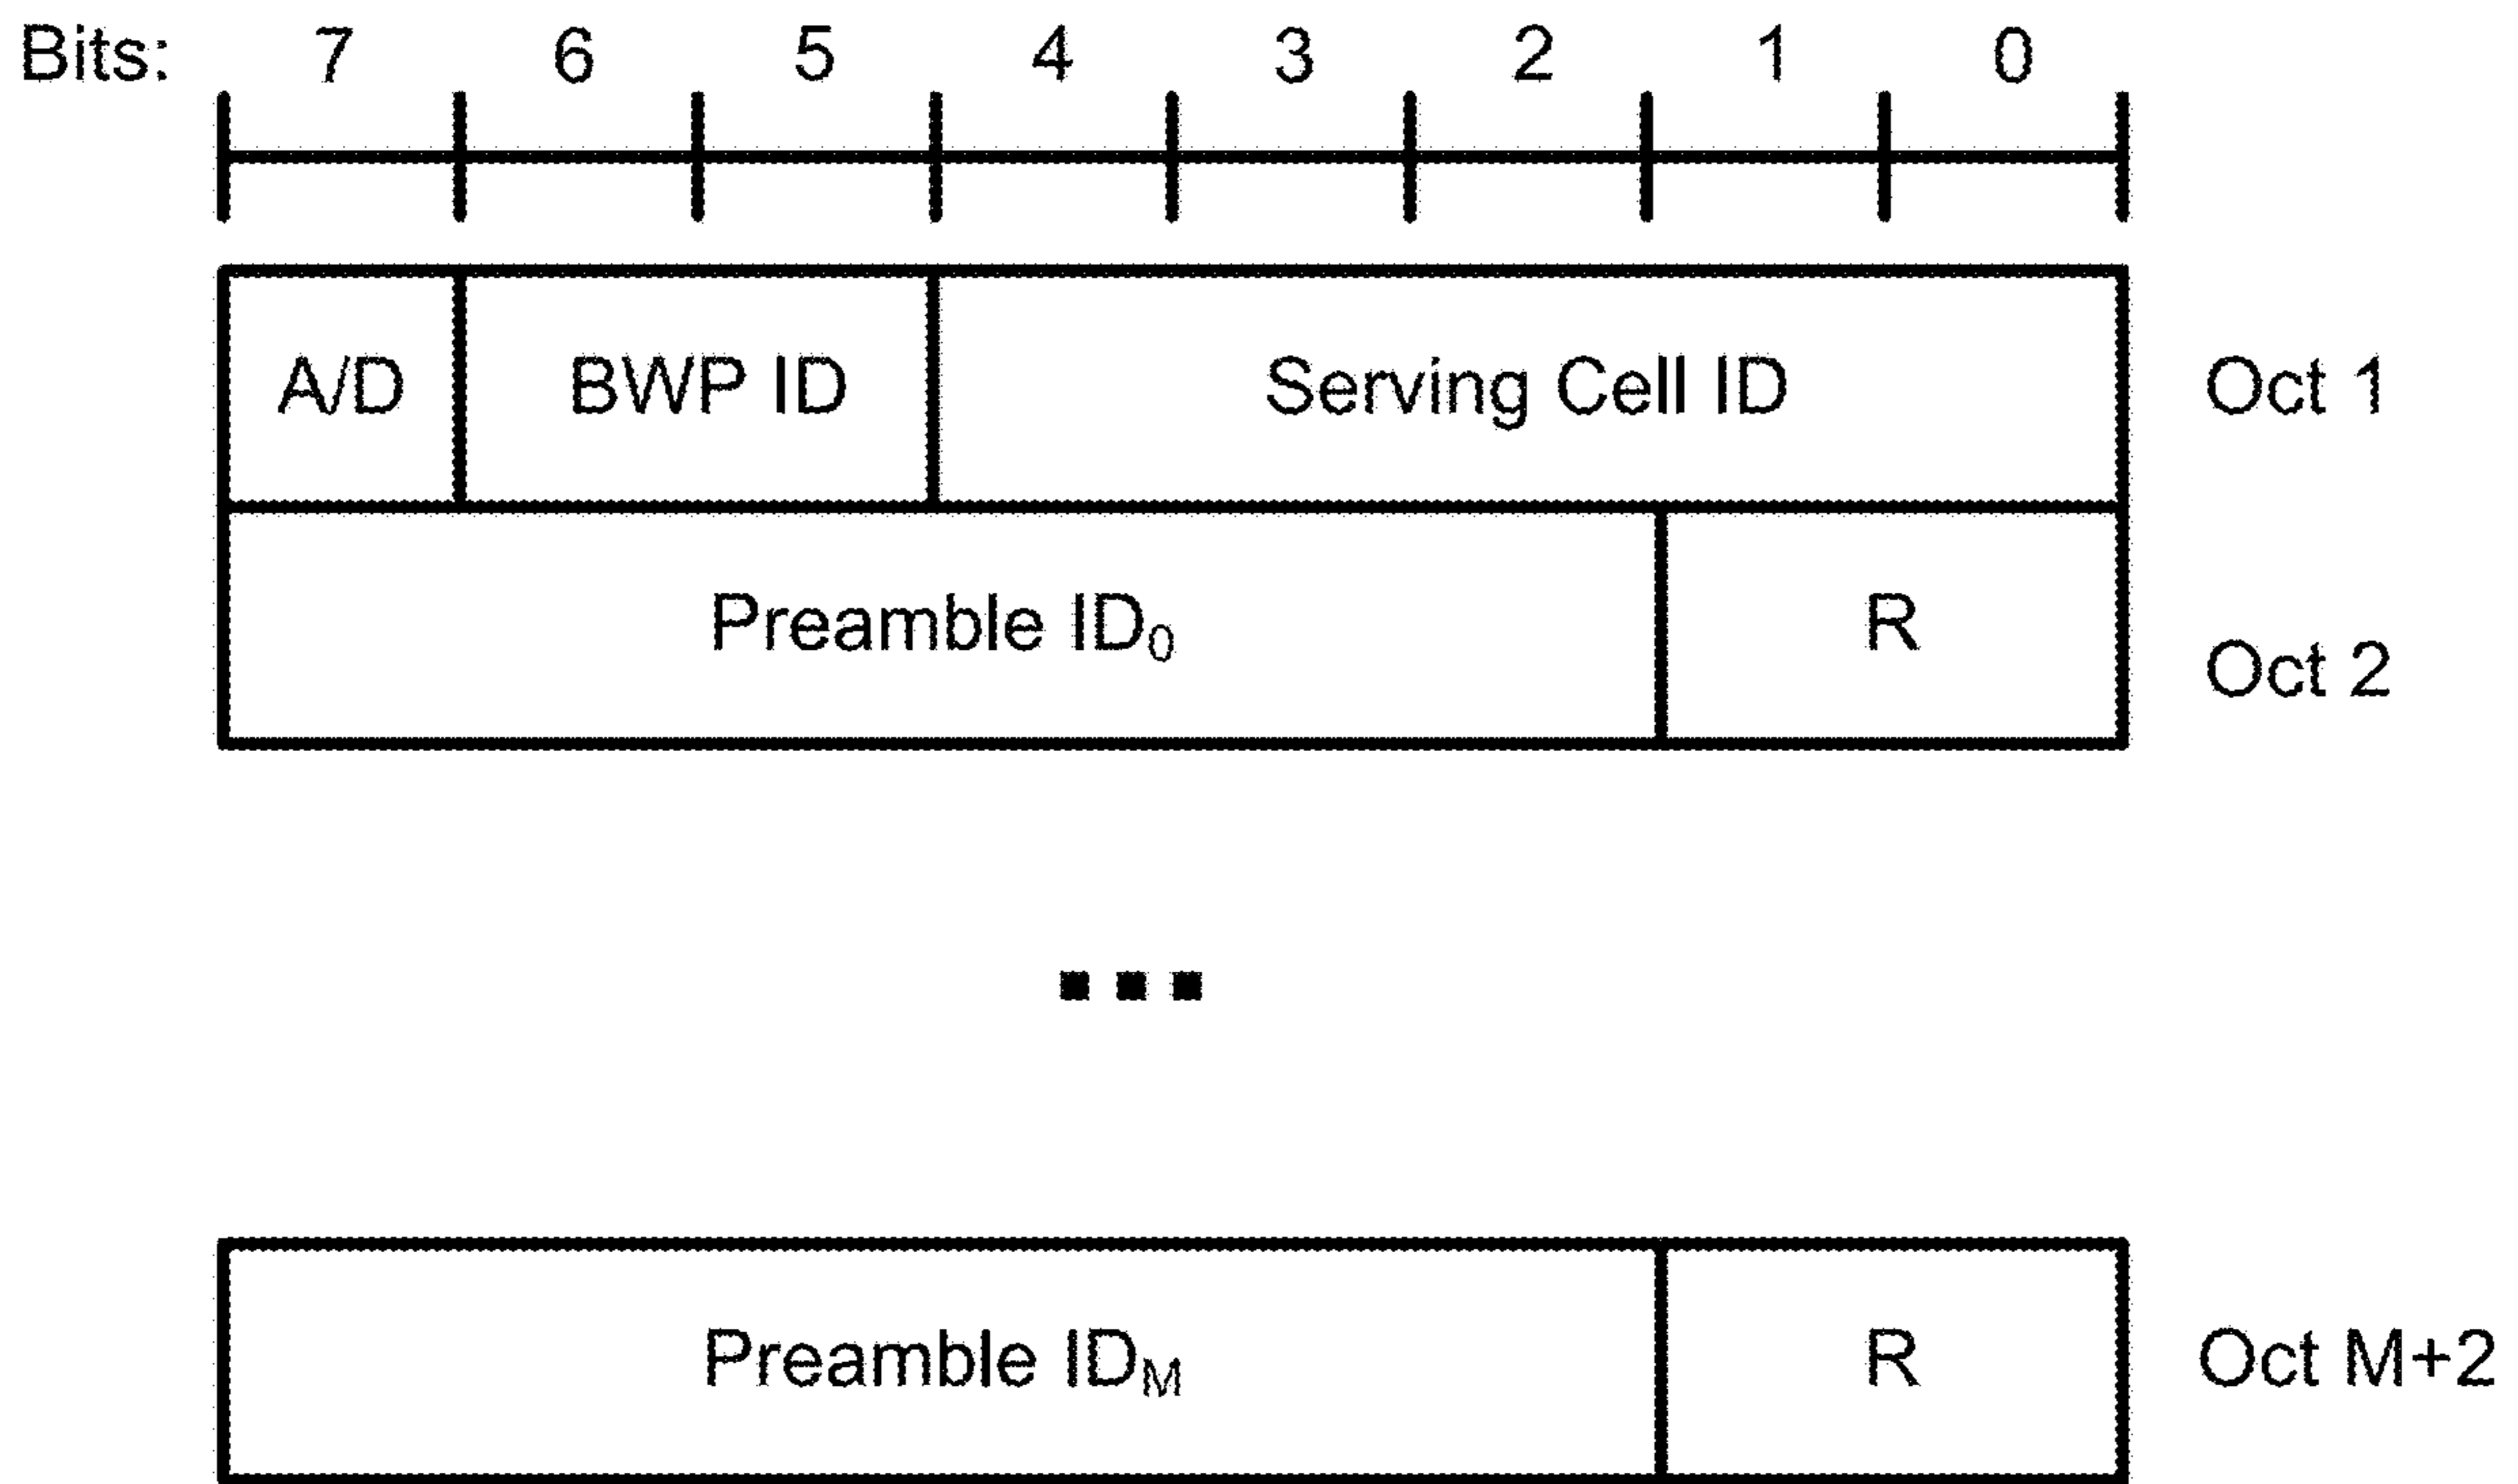 Bits: 7 6 5 4 3 2 1 0
A/D BWP ID Serving Cell ID Oct 1
Preamble ID₀ R Oct 2
Preamble IDM R Oct M+2